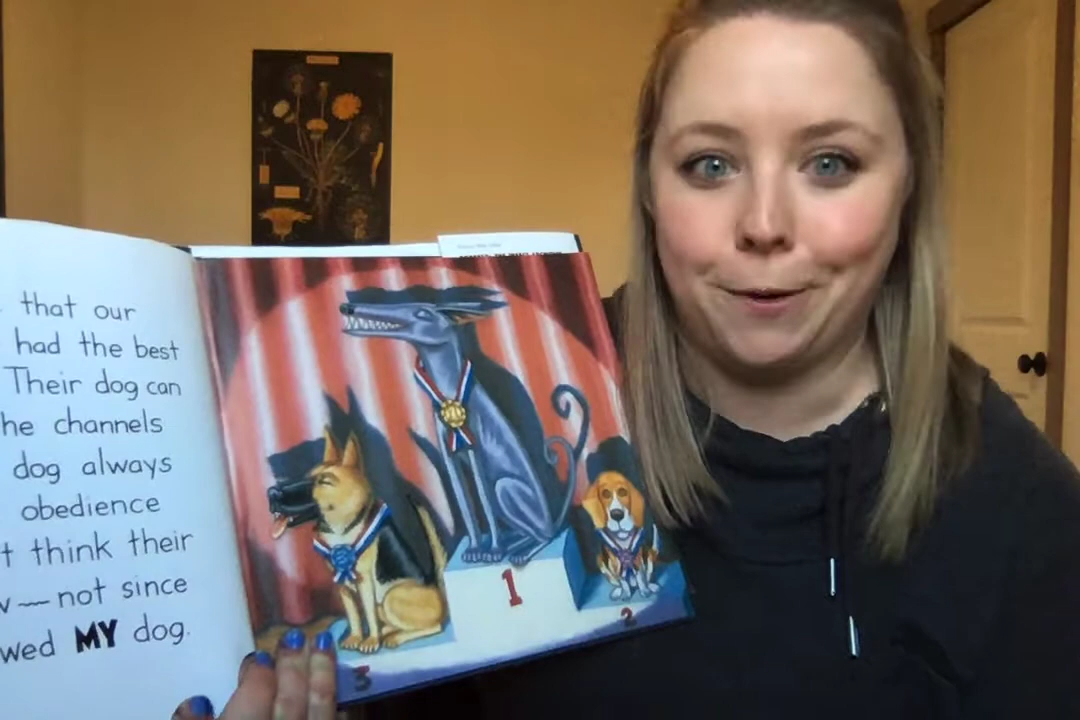 that our
had the best
Their dog can
he channels
dog always
obedience
t think their
—not since
wed MY dog.
1
2
3